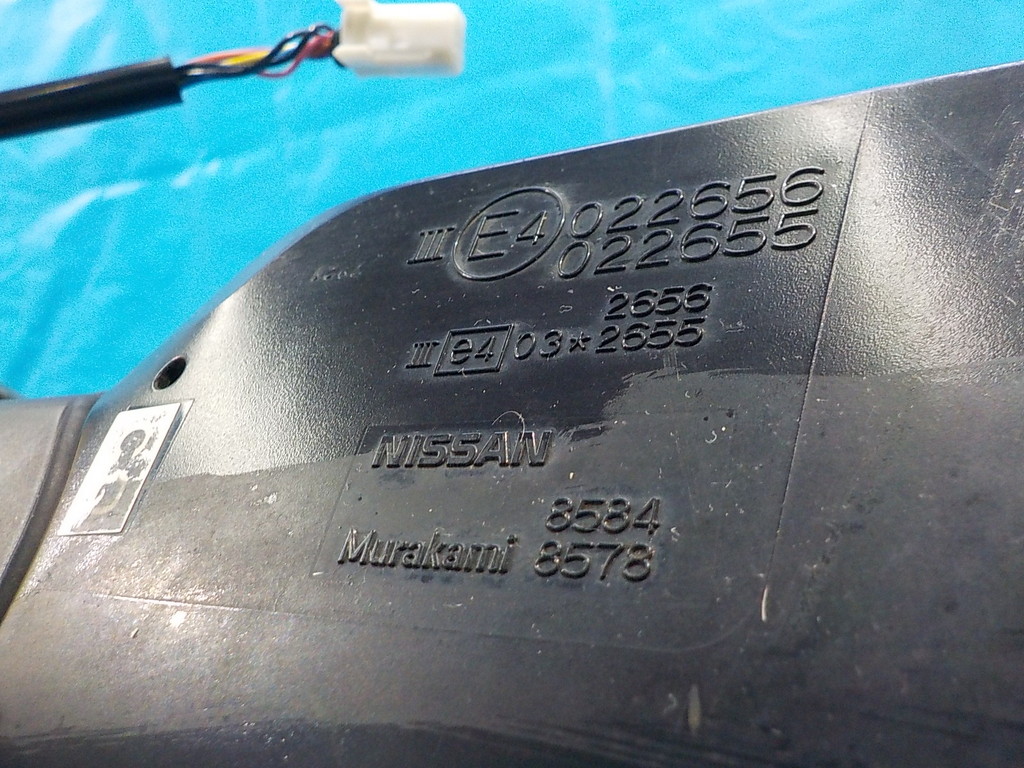 III E4 022656
022655
2656
III e4 03*2655
NISSAN
8584
Murakami 8578